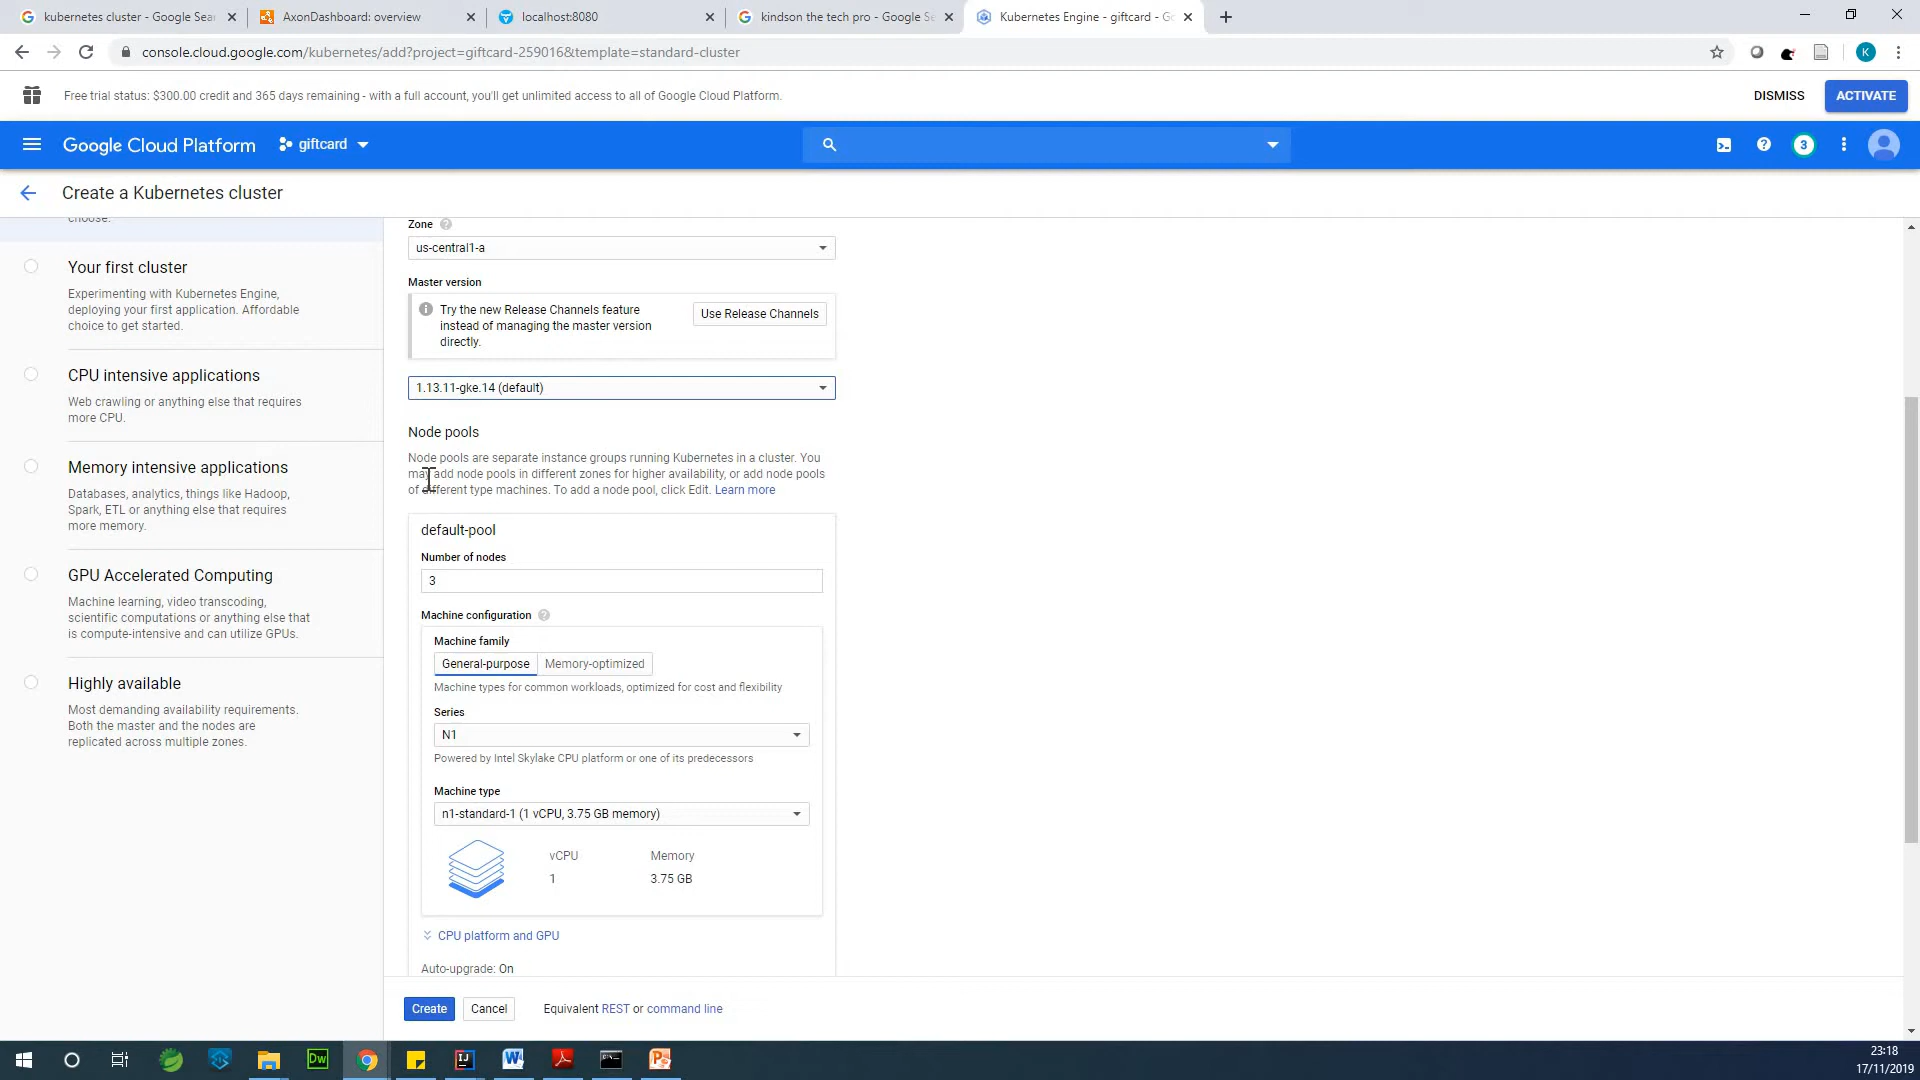 kubernetes cluster - Google Sea
AxonDashboard: overview
localhost:8080
kindson the tech pro - Google Se
Kubernetes Engine - giftcard - Go
console.cloud.google.com/kubernetes/add?project=giftcard-259016&template=standard-cluster
K
Free trial status: $300.00 credit and 365 days remaining - with a full account, you'll get unlimited access to all of Google Cloud Platform.
DISMISS
ACTIVATE
Google Cloud Platform
giftcard
3
Create a Kubernetes cluster
choose.
Your first cluster
Experimenting with Kubernetes Engine,
deploying your first application. Affordable
choice to get started.
CPU intensive applications
Web crawling or anything else that requires
more CPU.
Memory intensive applications
Databases, analytics, things like Hadoop,
Spark, ETL or anything else that requires
more memory.
GPU Accelerated Computing
Machine learning, video transcoding,
scientific computations or anything else that
is compute-intensive and can utilize GPUs.
Highly available
Most demanding availability requirements.
Both the master and the nodes are
replicated across multiple zones.
Zone
us-central1-a
Master version
Try the new Release Channels feature
instead of managing the master version
directly.
Use Release Channels
1.13.11-gke.14 (default)
Node pools
Node pools are separate instance groups running Kubernetes in a cluster. You
may add node pools in different zones for higher availability, or add node pools
of different type machines. To add a node pool, click Edit. Learn more
default-pool
Number of nodes
3
Machine configuration
Machine family
General-purpose
Memory-optimized
Machine types for common workloads, optimized for cost and flexibility
Series
N1
Powered by Intel Skylake CPU platform or one of its predecessors
Machine type
n1-standard-1 (1 vCPU, 3.75 GB memory)
vCPU
Memory
1
3.75 GB
CPU platform and GPU
Auto-upgrade: On
Create
Cancel
Equivalent REST or command line
Dw
23:18
17/11/2019